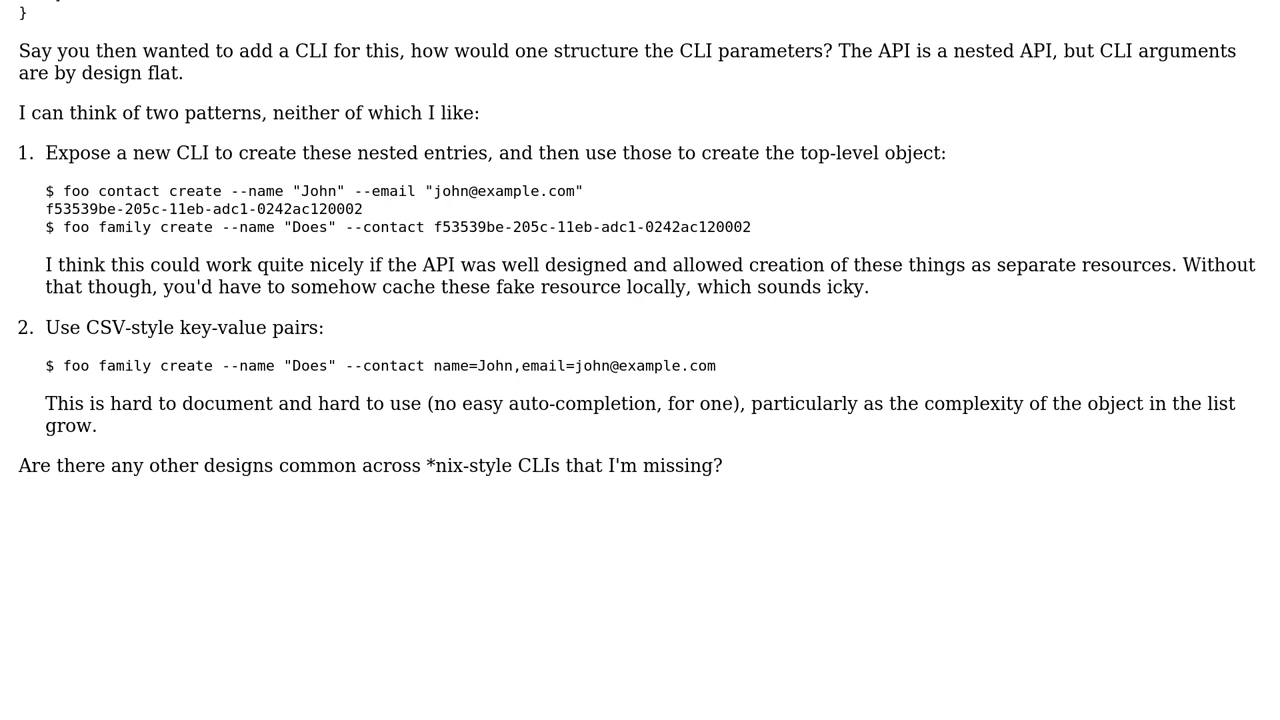 }
Say you then wanted to add a CLI for this, how would one structure the CLI parameters? The API is a nested API, but CLI arguments
are by design flat.
I can think of two patterns, neither of which I like:
1. Expose a new CLI to create these nested entries, and then use those to create the top-level object:
$ foo contact create --name "John" --email "john@example.com"
f53539be-205c-11eb-adc1-0242ac120002
$ foo family create --name "Does" --contact f53539be-205c-11eb-adc1-0242ac120002
I think this could work quite nicely if the API was well designed and allowed creation of these things as separate resources. Without
that though, you'd have to somehow cache these fake resource locally, which sounds icky.
2. Use CSV-style key-value pairs:
$ foo family create --name "Does" --contact name=John,email=john@example.com
This is hard to document and hard to use (no easy auto-completion, for one), particularly as the complexity of the object in the list
grow.
Are there any other designs common across *nix-style CLIs that I'm missing?